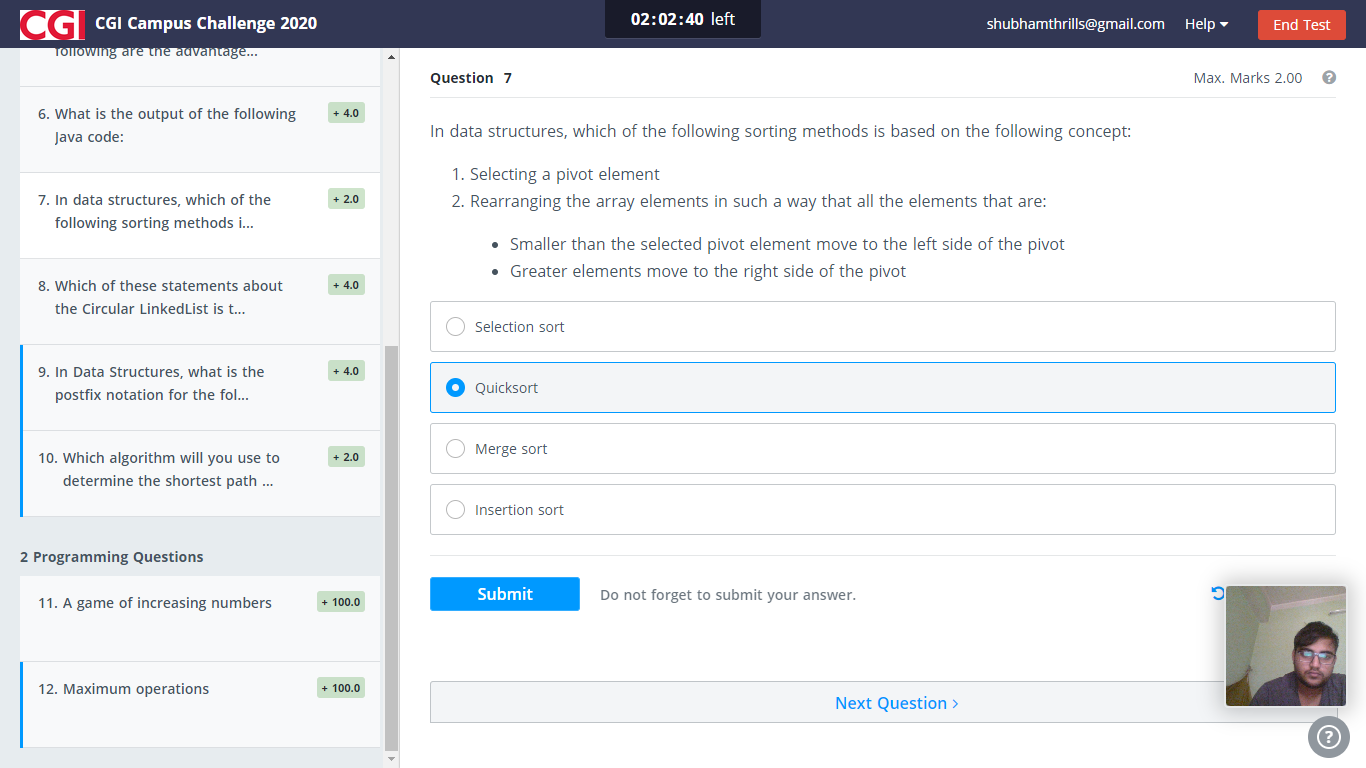 CGI CGI Campus Challenge 2020
02:02:40 left
shubhamthrills@gmail.com Help
End Test
following are the advantage...
6. What is the output of the following
Java code:
+ 4.0
7. In data structures, which of the
following sorting methods i...
+ 2.0
8. Which of these statements about
the Circular LinkedList is t...
+ 4.0
9. In Data Structures, what is the
postfix notation for the fol...
+ 4.0
10. Which algorithm will you use to
determine the shortest path ...
+ 2.0
2 Programming Questions
11. A game of increasing numbers
+ 100.0
12. Maximum operations
+ 100.0
Question 7
Max. Marks 2.00 ?
In data structures, which of the following sorting methods is based on the following concept:
1. Selecting a pivot element
2. Rearranging the array elements in such a way that all the elements that are:
• Smaller than the selected pivot element move to the left side of the pivot
• Greater elements move to the right side of the pivot
Selection sort
Quicksort
Merge sort
Insertion sort
Submit
Do not forget to submit your answer.
Next Question >
?